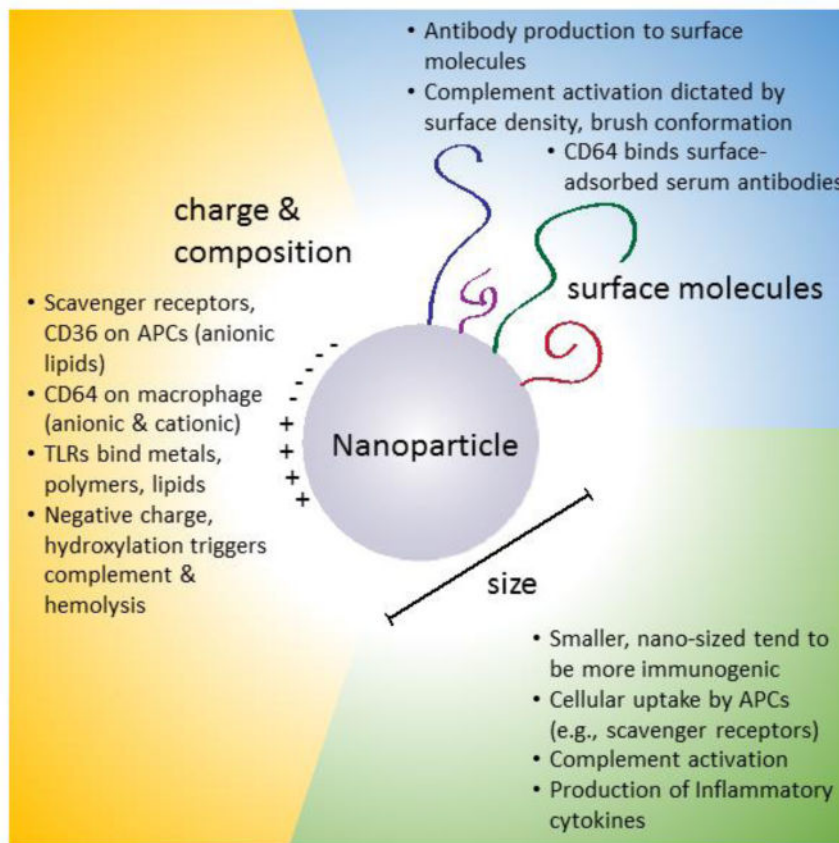 • Antibody production to surface
molecules
• Complement activation dictated by
surface density, brush conformation
• CD64 binds surface-
adsorbed serum antibodies
charge &
composition
• Scavenger receptors,
CD36 on APCs (anionic
lipids)
• CD64 on macrophage
(anionic & cationic)
• TLRs bind metals,
polymers, lipids
• Negative charge,
hydroxylation triggers
complement &
hemolysis
surface molecules
-
-
-
-
-
+
+
+
+
Nanoparticle
size
• Smaller, nano-sized tend to
be more immunogenic
• Cellular uptake by APCs
(e.g., scavenger receptors)
• Complement activation
• Production of Inflammatory
cytokines